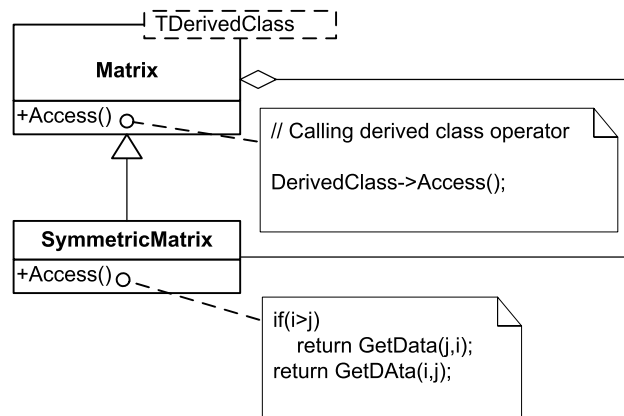 TDerivedClass
Matrix
+Access()
// Calling derived class operator
DerivedClass->Access();
SymmetricMatrix
+Access()
if(i>j)
return GetData(j,i);
return GetDAta(i,j);